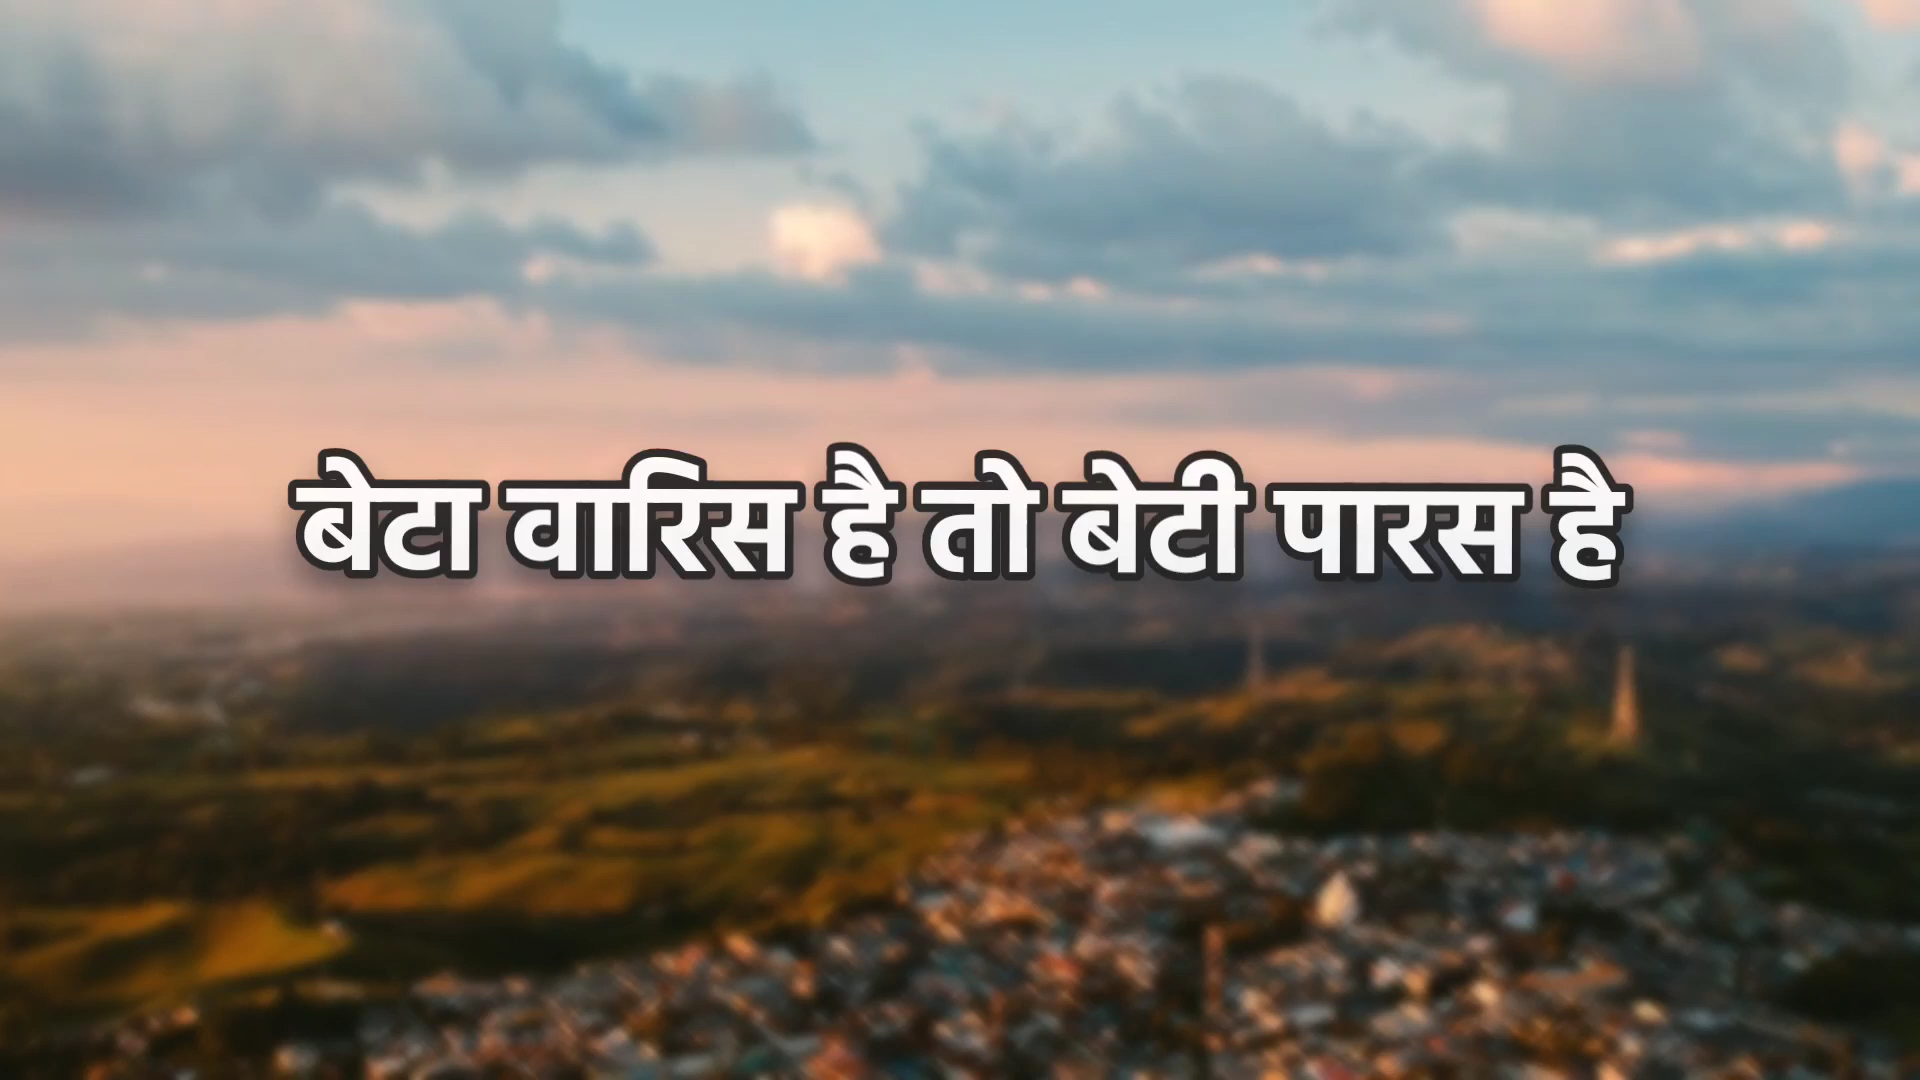 बेटा वारिस है तो बेटी पारस है